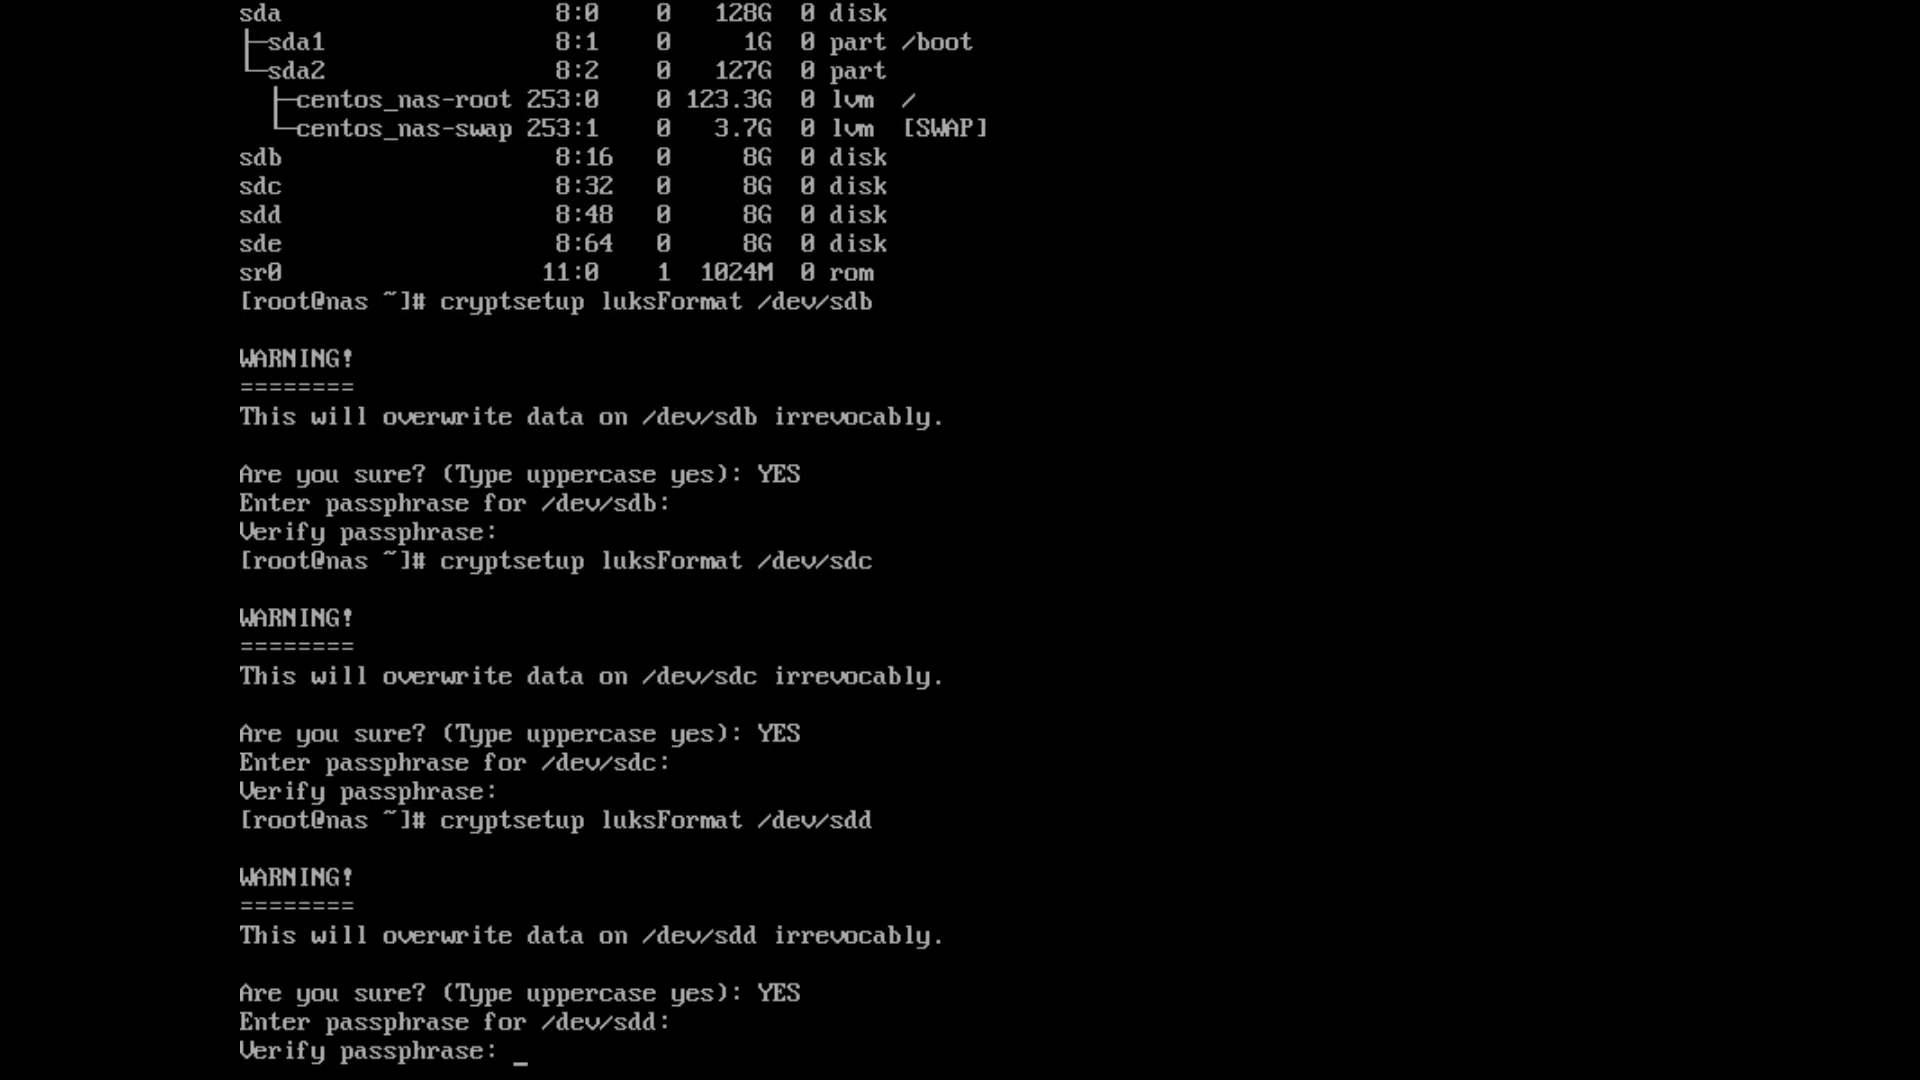 sda                   8:0    0   128G  0 disk
├─sda1                8:1    0     1G  0 part /boot
└─sda2                8:2    0   127G  0 part
  ├─centos_nas-root 253:0    0 123.3G  0 lvm  /
  └─centos_nas-swap 253:1    0   3.7G  0 lvm  [SWAP]
sdb                   8:16   0     8G  0 disk
sdc                   8:32   0     8G  0 disk
sdd                   8:48   0     8G  0 disk
sde                   8:64   0     8G  0 disk
sr0                  11:0    1  1024M  0 rom
[root@nas ~]# cryptsetup luksFormat /dev/sdb

WARNING!
========
This will overwrite data on /dev/sdb irrevocably.

Are you sure? (Type uppercase yes): YES
Enter passphrase for /dev/sdb:
Verify passphrase:
[root@nas ~]# cryptsetup luksFormat /dev/sdc

WARNING!
========
This will overwrite data on /dev/sdc irrevocably.

Are you sure? (Type uppercase yes): YES
Enter passphrase for /dev/sdc:
Verify passphrase:
[root@nas ~]# cryptsetup luksFormat /dev/sdd

WARNING!
========
This will overwrite data on /dev/sdd irrevocably.

Are you sure? (Type uppercase yes): YES
Enter passphrase for /dev/sdd:
Verify passphrase: _